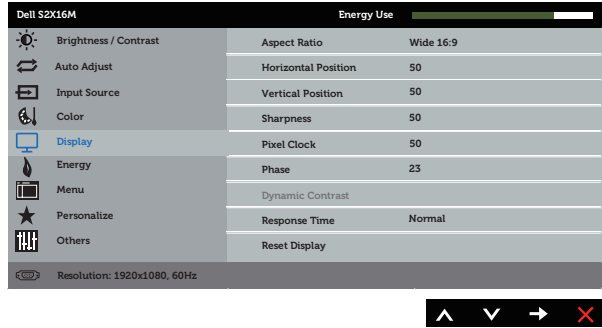 Dell S2X16M Energy Use
Brightness / Contrast
Auto Adjust
Input Source
Color
Display
Energy
Menu
Personalize
Others
Aspect Ratio Wide 16:9
Horizontal Position 50
Vertical Position 50
Sharpness 50
Pixel Clock 50
Phase 23
Dynamic Contrast
Response Time Normal
Reset Display
Resolution: 1920x1080, 60Hz